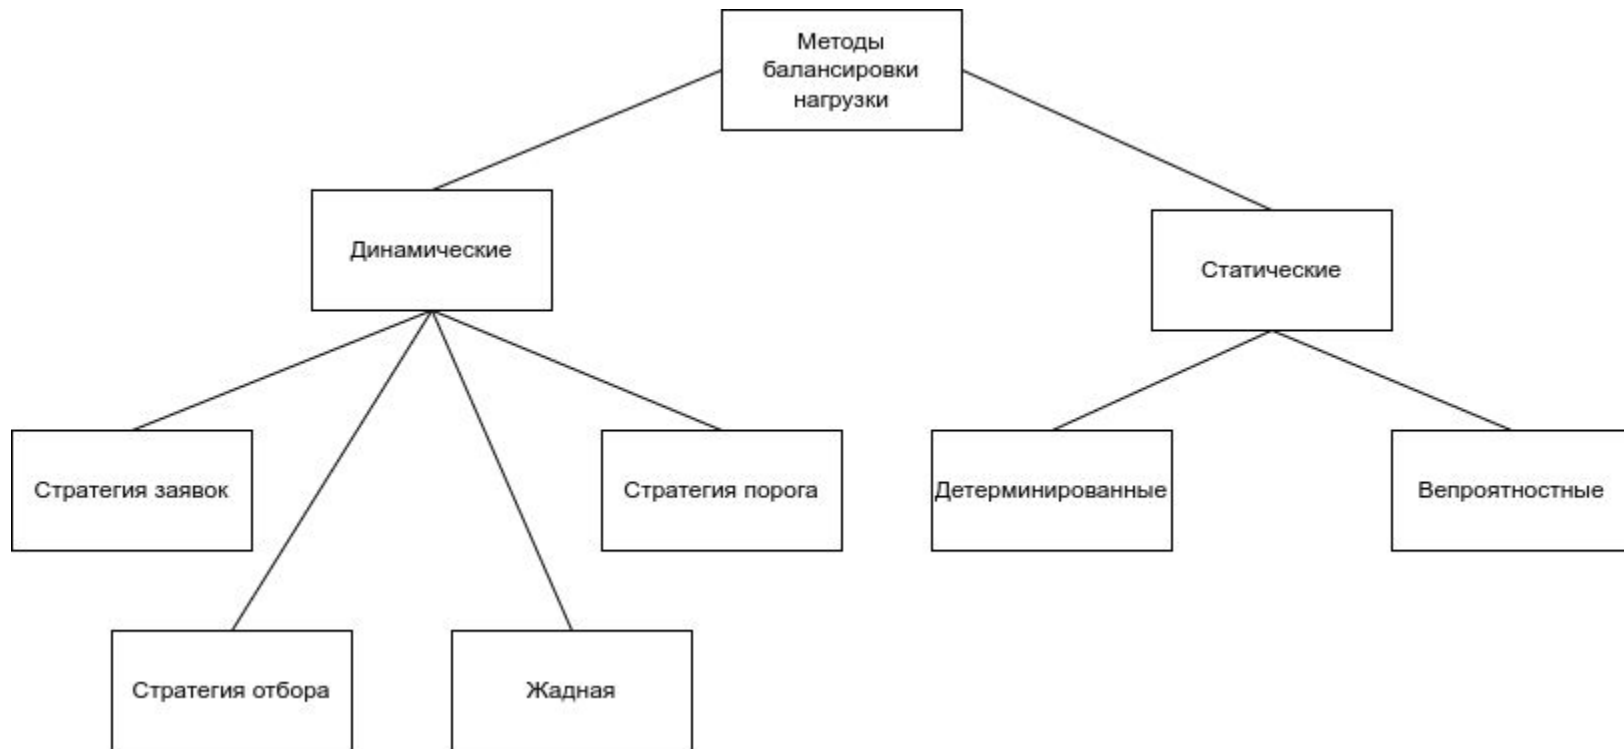 Методы
балансировки
нагрузки
Динамические
Статические
Стратегия заявок
Стратегия порога
Детерминированные
Вепроятностные
Стратегия отбора
Жадная